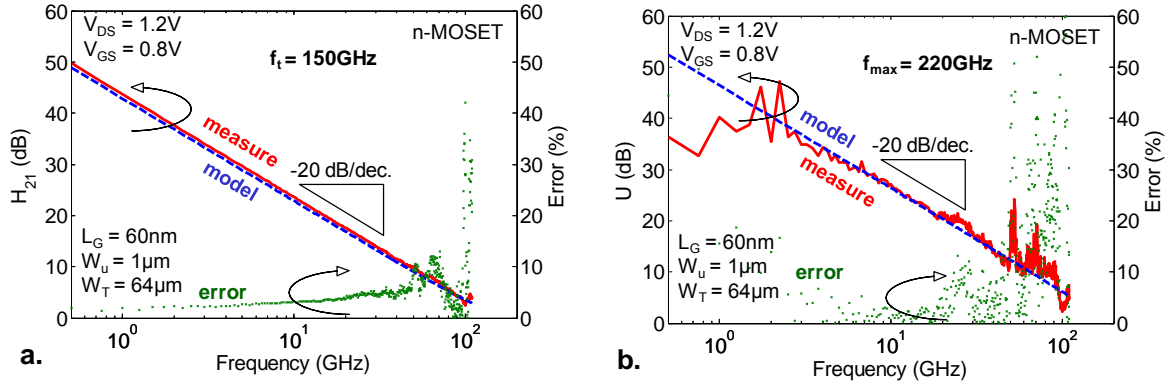 60
50
40
30
20
10
0
H21 (dB)
VDS = 1.2V
VGS = 0.8V
n-MOSET
ft = 150GHz
measure
model
-20 dB/dec.
LG = 60nm
Wu = 1µm
WT = 64µm
error
60
50
40
30
20
10
0
Error (%)
10^0
10^1
10^2
Frequency (GHz)
a.
60
50
40
30
20
10
0
U (dB)
VDS = 1.2V
VGS = 0.8V
n-MOSET
fmax = 220GHz
model
-20 dB/dec.
measure
LG = 60nm
Wu = 1µm
WT = 64µm
error
60
50
40
30
20
10
0
Error (%)
10^0
10^1
10^2
Frequency (GHz)
b.